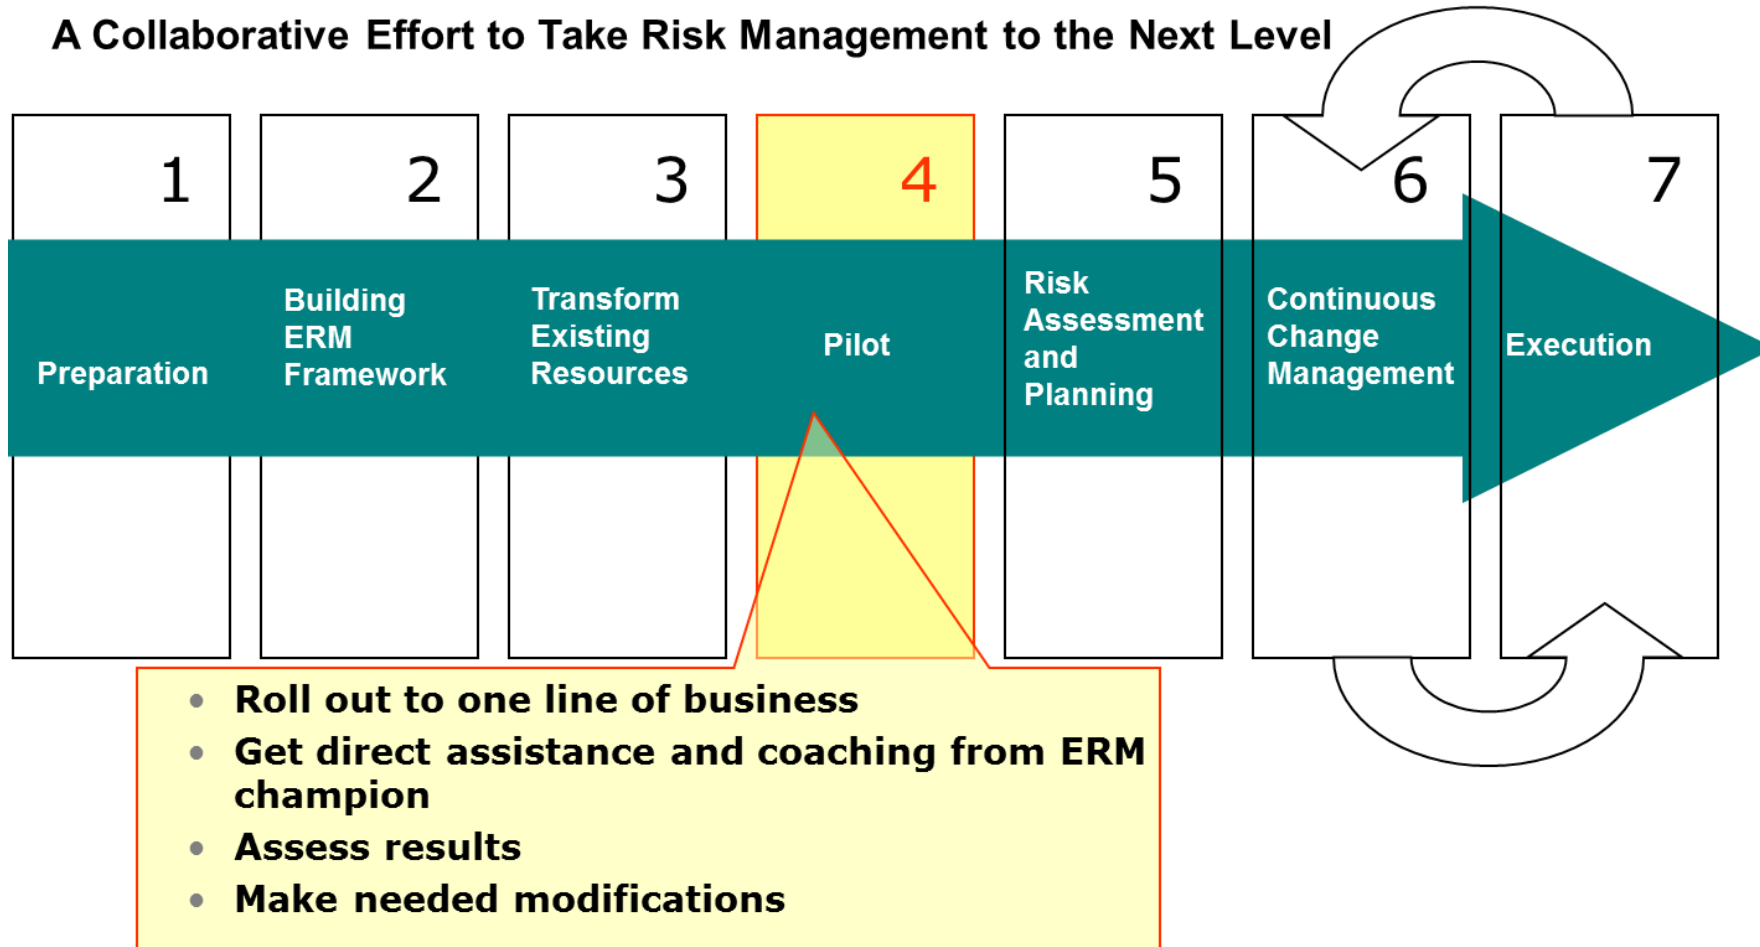 A Collaborative Effort to Take Risk Management to the Next Level
1
2
3
4
5
6
7
Preparation
Building
ERM
Framework
Transform
Existing
Resources
Pilot
Risk
Assessment
and
Planning
Continuous
Change
Management
Execution
• Roll out to one line of business
• Get direct assistance and coaching from ERM
champion
• Assess results
• Make needed modifications